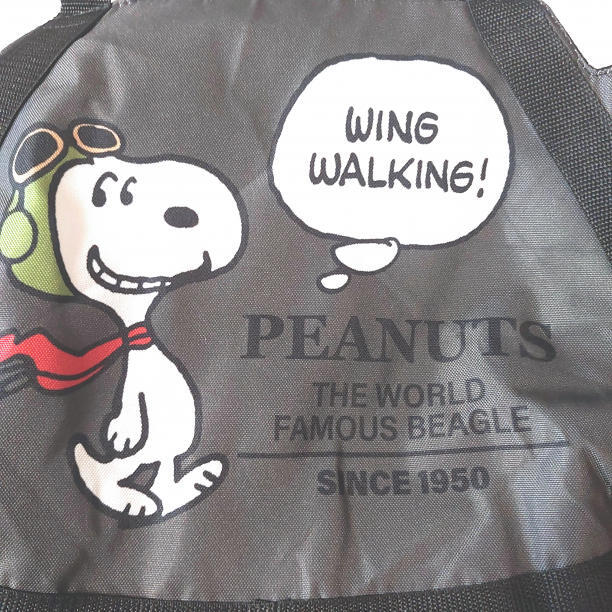 WING
WALKING!
PEANUTS
THE WORLD
FAMOUS BEAGLE
SINCE 1950